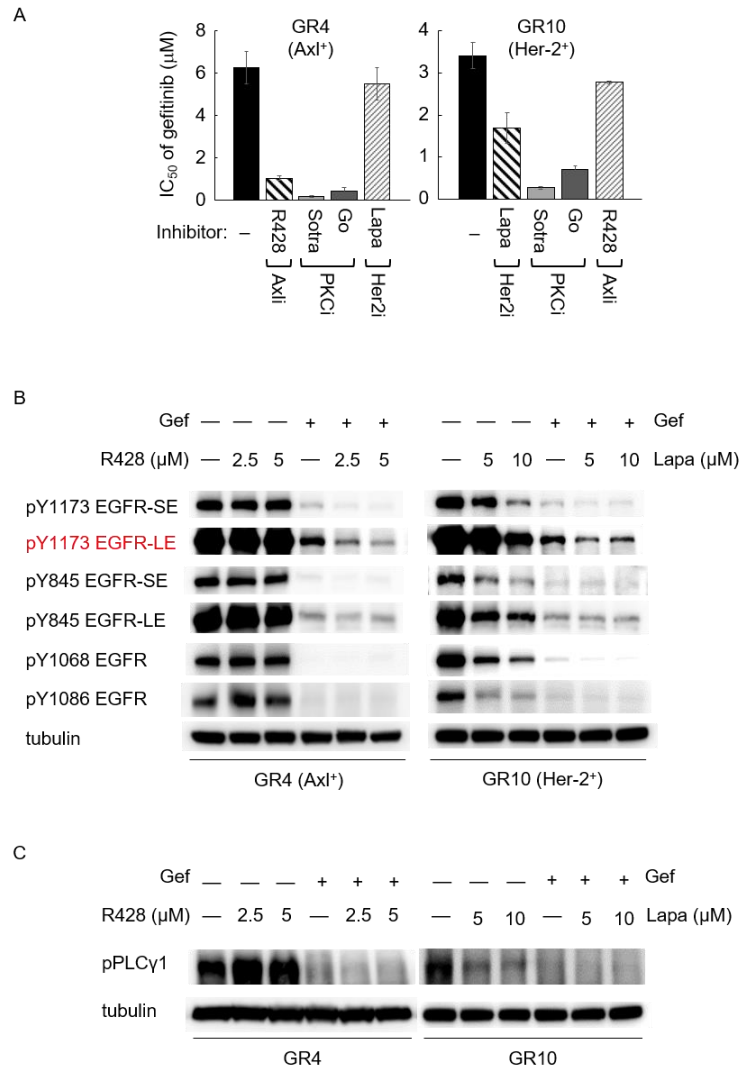 A
GR4
(Axl⁺)
GR10
(Her-2⁺)
IC₅₀ of gefitinib (μM)
8
6
4
2
0
4
3
2
1
0
Inhibitor: – R428 Sotra Go Lapa – Lapa Sotra Go R428
Axli PKCi Her2i Her2i PKCi Axli
B
Gef — — — + + + — — — + + + Gef
R428 (μM) — 2.5 5 — 2.5 5 — 5 10 — 5 10 Lapa (μM)
pY1173 EGFR-SE
pY1173 EGFR-LE
pY845 EGFR-SE
pY845 EGFR-LE
pY1068 EGFR
pY1086 EGFR
tubulin
GR4 (Axl⁺) GR10 (Her-2⁺)
C
Gef — — — + + + — — — + + + Gef
R428 (μM) — 2.5 5 — 2.5 5 — 5 10 — 5 10 Lapa (μM)
pPLCγ1
tubulin
GR4 GR10